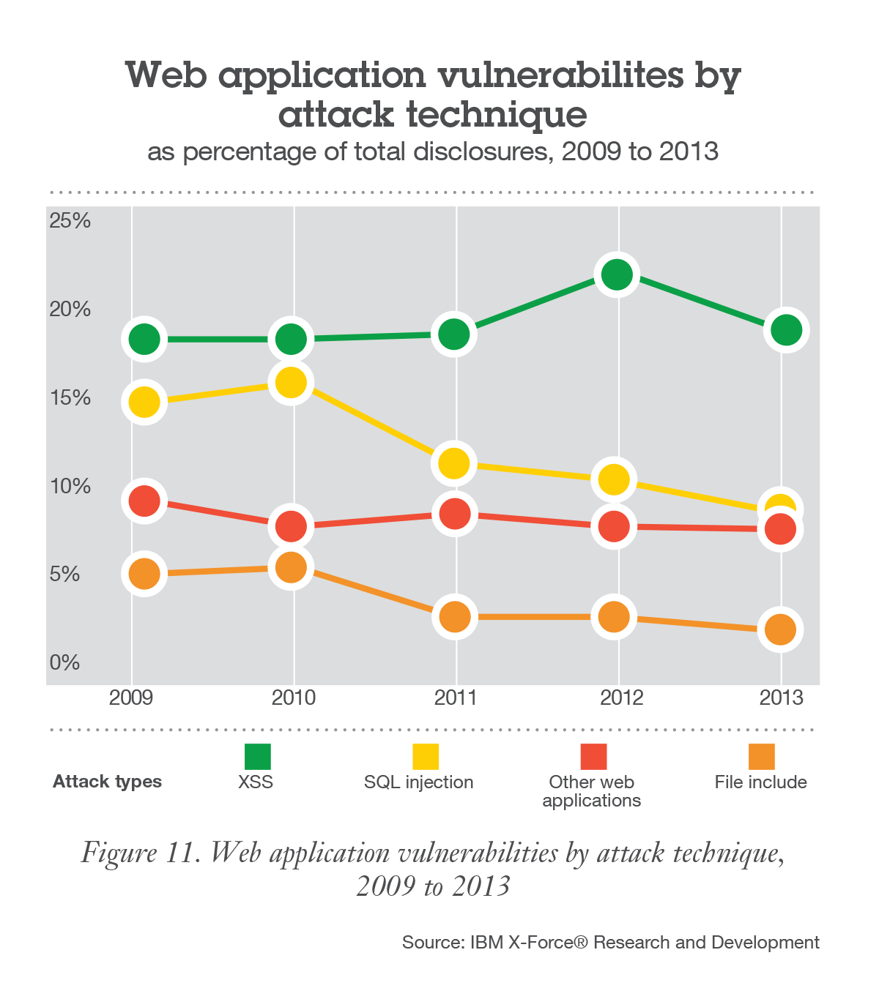 Web application vulnerabilites by
attack technique
as percentage of total disclosures, 2009 to 2013
25%
20%
15%
10%
5%
0%
2009 2010 2011 2012 2013
Attack types XSS SQL injection Other web File include
applications
Figure 11. Web application vulnerabilities by attack technique,
2009 to 2013
Source: IBM X-Force® Research and Development